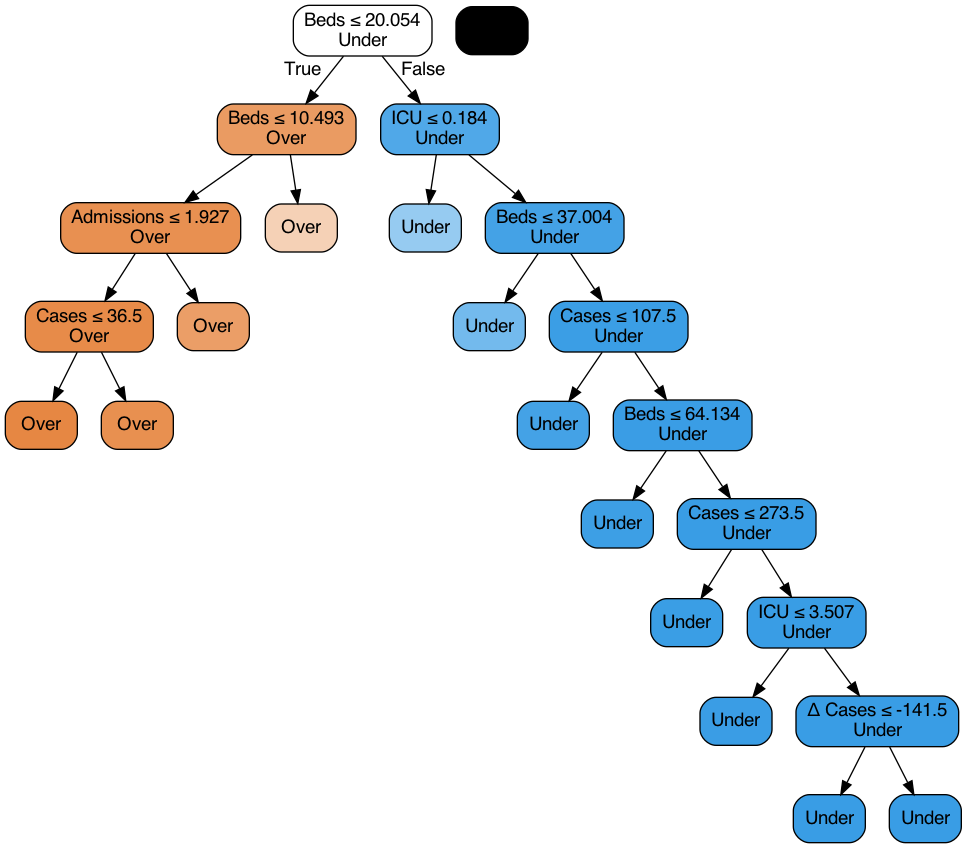 Beds ≤ 20.054
Under
True
False
Beds ≤ 10.493
Over
ICU ≤ 0.184
Under
Admissions ≤ 1.927
Over
Over
Under
Beds ≤ 37.004
Under
Cases ≤ 36.5
Over
Over
Under
Cases ≤ 107.5
Under
Over
Over
Under
Beds ≤ 64.134
Under
Under
Cases ≤ 273.5
Under
Under
ICU ≤ 3.507
Under
Under
Δ Cases ≤ -141.5
Under
Under
Under